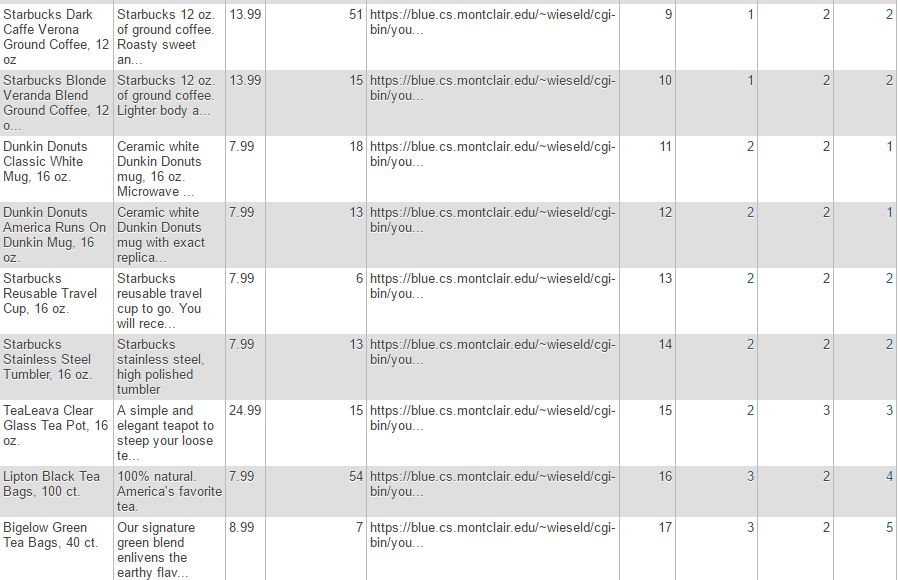 Starbucks Dark Caffe Verona Ground Coffee, 12 oz Starbucks 12 oz. of ground coffee. Roasty sweet an... 13.99 51 https://blue.cs.montclair.edu/~wieseld/cgi-bin/you... 9 1 2 2
Starbucks Blonde Veranda Blend Ground Coffee, 12 o... Starbucks 12 oz. of ground coffee. Lighter body a... 13.99 15 https://blue.cs.montclair.edu/~wieseld/cgi-bin/you... 10 1 2 2
Dunkin Donuts Classic White Mug, 16 oz. Ceramic white Dunkin Donuts mug, 16 oz. Microwave ... 7.99 18 https://blue.cs.montclair.edu/~wieseld/cgi-bin/you... 11 2 2 1
Dunkin Donuts America Runs On Dunkin Mug, 16 oz. Ceramic white Dunkin Donuts mug with exact replica... 7.99 13 https://blue.cs.montclair.edu/~wieseld/cgi-bin/you... 12 2 2 1
Starbucks Reusable Travel Cup, 16 oz. Starbucks reusable travel cup to go. You will rece... 7.99 6 https://blue.cs.montclair.edu/~wieseld/cgi-bin/you... 13 2 2 2
Starbucks Stainless Steel Tumbler, 16 oz. Starbucks stainless steel, high polished tumbler 7.99 13 https://blue.cs.montclair.edu/~wieseld/cgi-bin/you... 14 2 2 2
TeaLeava Clear Glass Tea Pot, 16 oz. A simple and elegant teapot to steep your loose te... 24.99 15 https://blue.cs.montclair.edu/~wieseld/cgi-bin/you... 15 2 3 3
Lipton Black Tea Bags, 100 ct. 100% natural. America's favorite tea. 7.99 54 https://blue.cs.montclair.edu/~wieseld/cgi-bin/you... 16 3 2 4
Bigelow Green Tea Bags, 40 ct. Our signature green blend enlivens the earthy flav... 8.99 7 https://blue.cs.montclair.edu/~wieseld/cgi-bin/you... 17 3 2 5